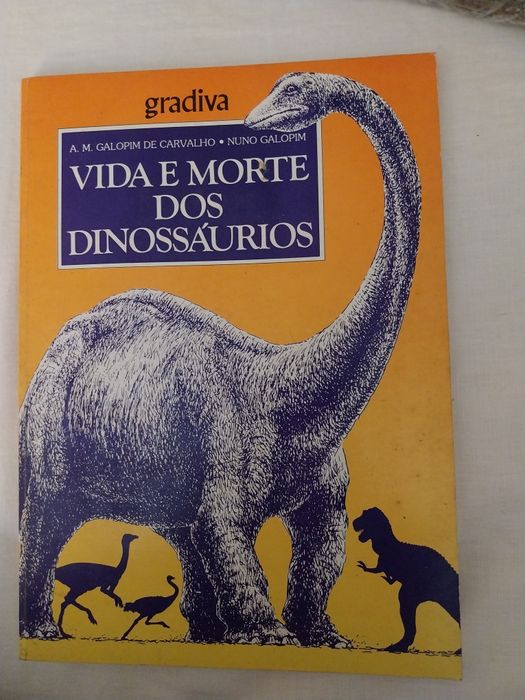 gradiva
A. M. GALOPIM DE CARVALHO • NUNO GALOPIM
VIDA E MORTE
DOS
DINOSSÁURIOS